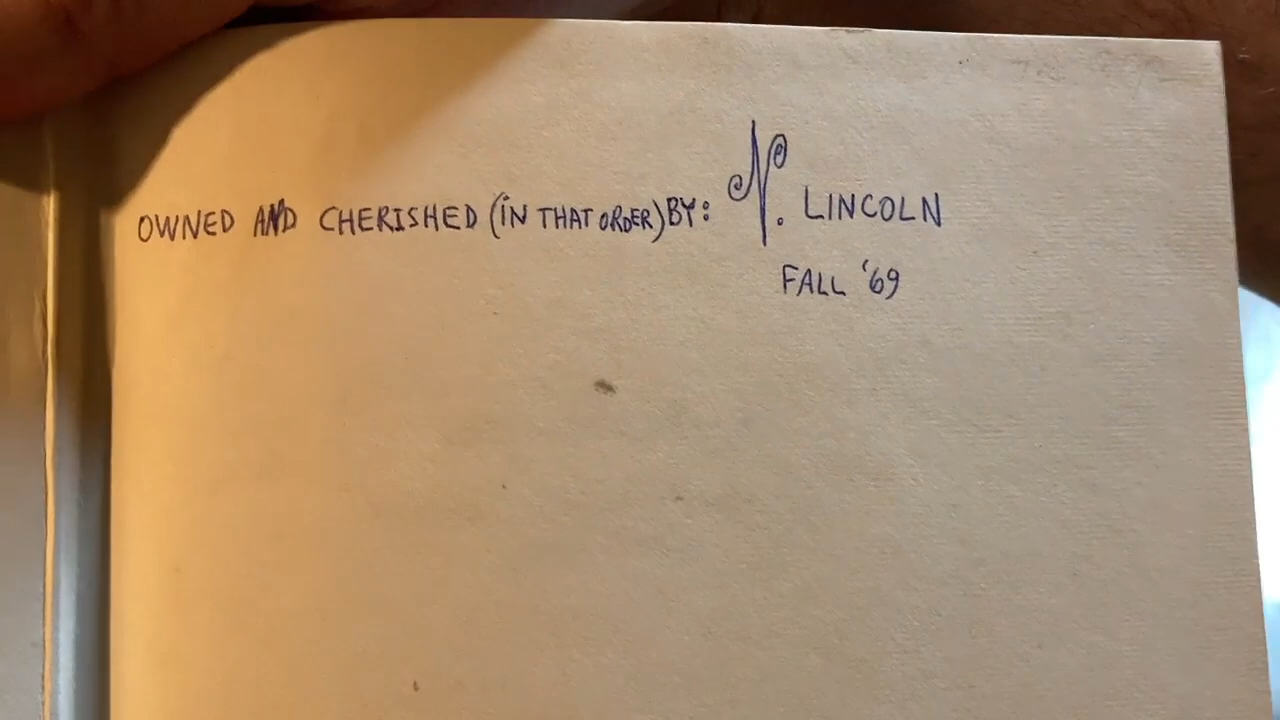 OWNED AND CHERISHED (IN THAT ORDER) BY: N. LINCOLN
FALL '69